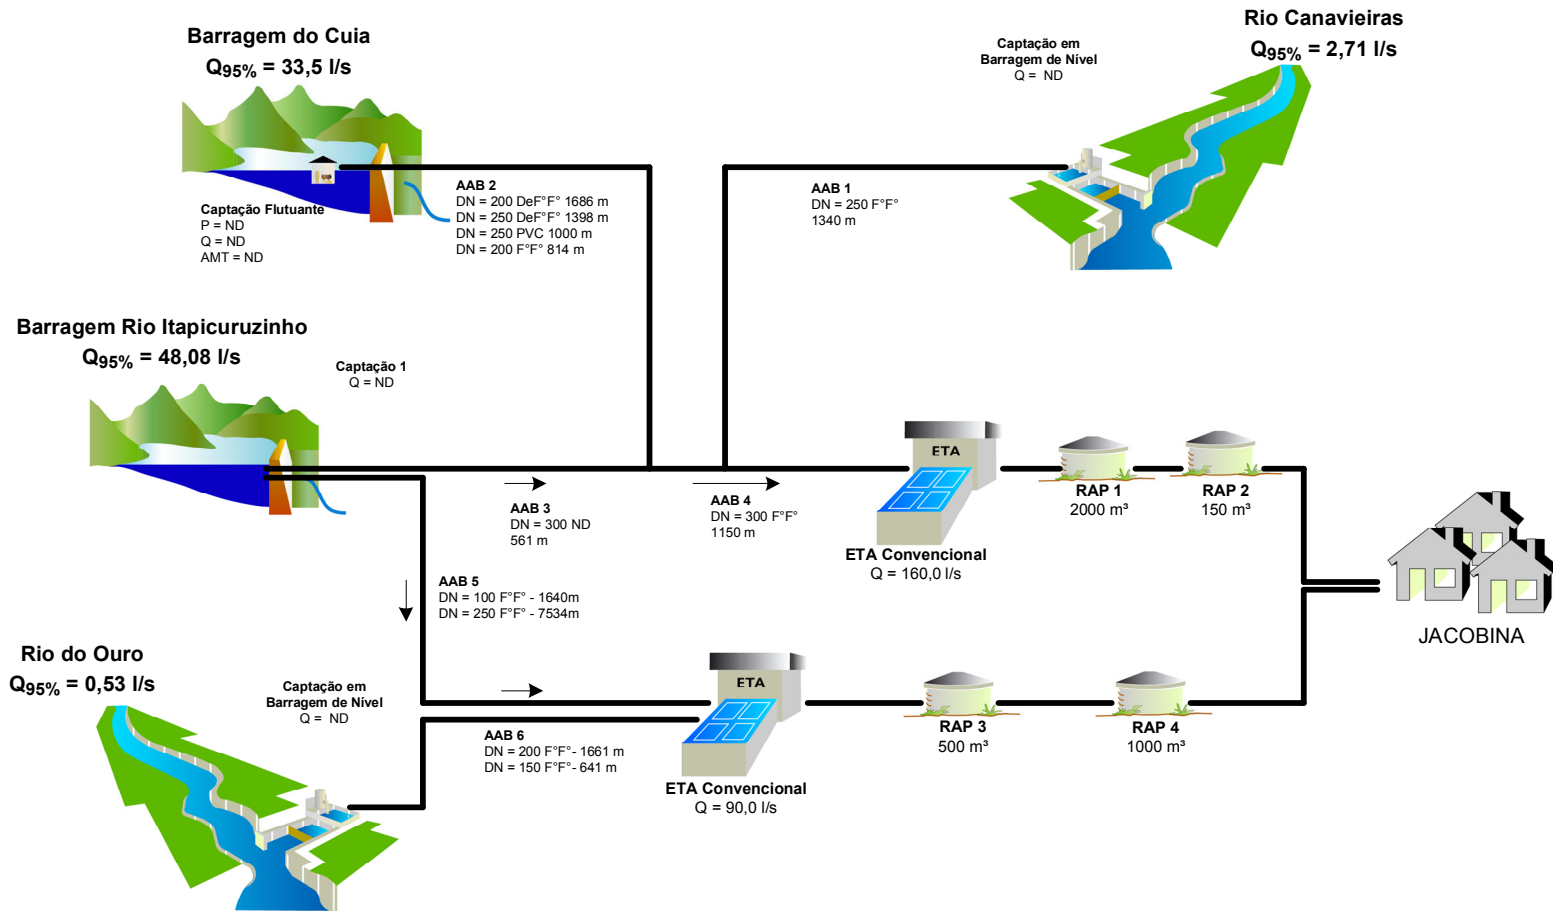 Barragem do Cuia
Q95% = 33,5 l/s
Captação Flutuante
P = ND
Q = ND
AMT = ND
AAB 2
DN = 200 DeF°F° 1686 m
DN = 250 DeF°F° 1398 m
DN = 250 PVC 1000 m
DN = 200 F°F° 814 m
Captação em
Barragem de Nível
Q = ND
Rio Canavieiras
Q95% = 2,71 l/s
AAB 1
DN = 250 F°F°
1340 m
Barragem Rio Itapicuruzinho
Q95% = 48,08 l/s
Captação 1
Q = ND
AAB 3
DN = 300 ND
561 m
AAB 4
DN = 300 F°F°
1150 m
ETA
ETA Convencional
Q = 160,0 l/s
RAP 1
2000 m³
RAP 2
150 m³
AAB 5
DN = 100 F°F° - 1640m
DN = 250 F°F° - 7534m
JACOBINA
Rio do Ouro
Q95% = 0,53 l/s
Captação em
Barragem de Nível
Q = ND
AAB 6
DN = 200 F°F°- 1661 m
DN = 150 F°F°- 641 m
ETA
ETA Convencional
Q = 90,0 l/s
RAP 3
500 m³
RAP 4
1000 m³